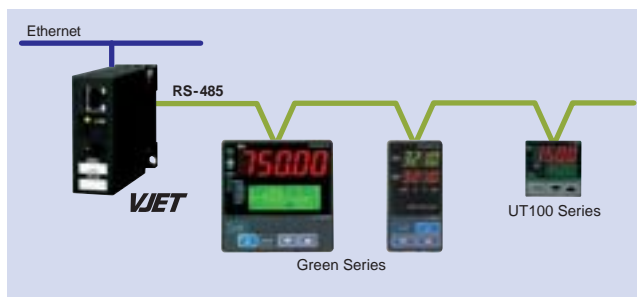 Ethernet
RS-485
VJET
750.00
Green Series
UT100 Series